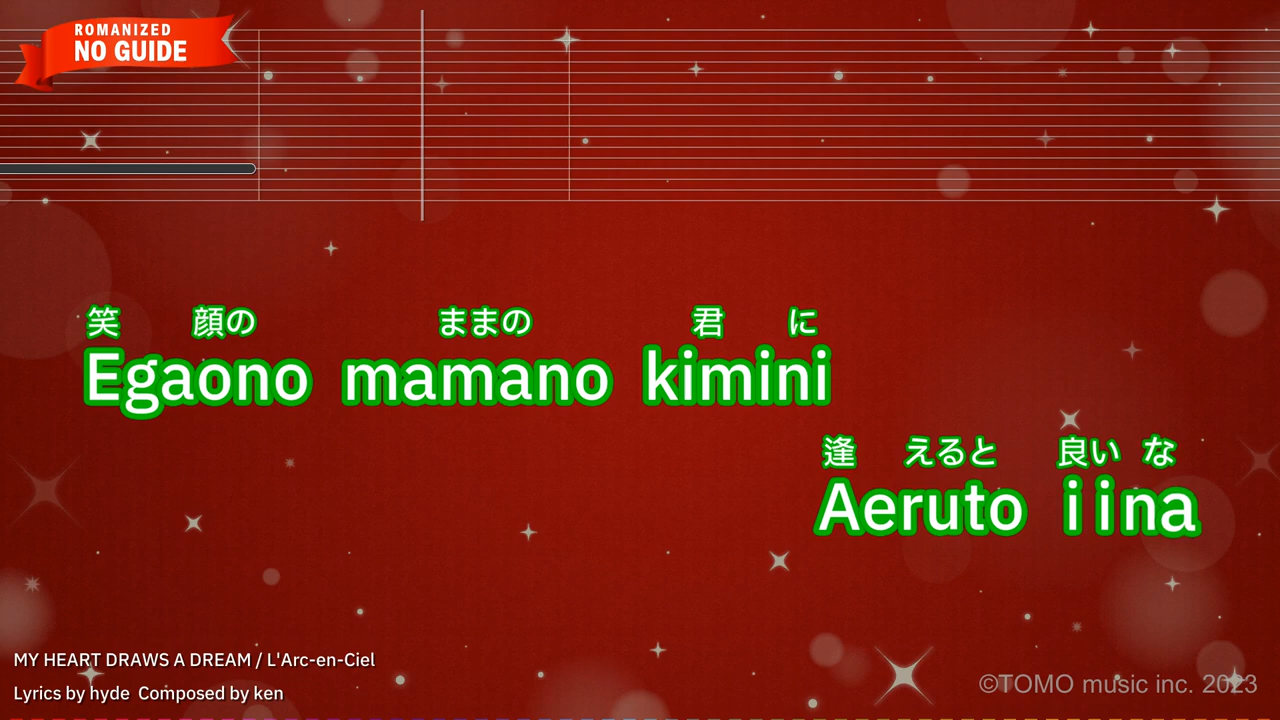 ROMANIZED
NO GUIDE
笑 顔の ままの 君 に
Egaono mamano kimini
逢 えると 良い な
Aeruto iina
MY HEART DRAWS A DREAM / L'Arc-en-Ciel
Lyrics by hyde Composed by ken
©TOMO music inc. 2023